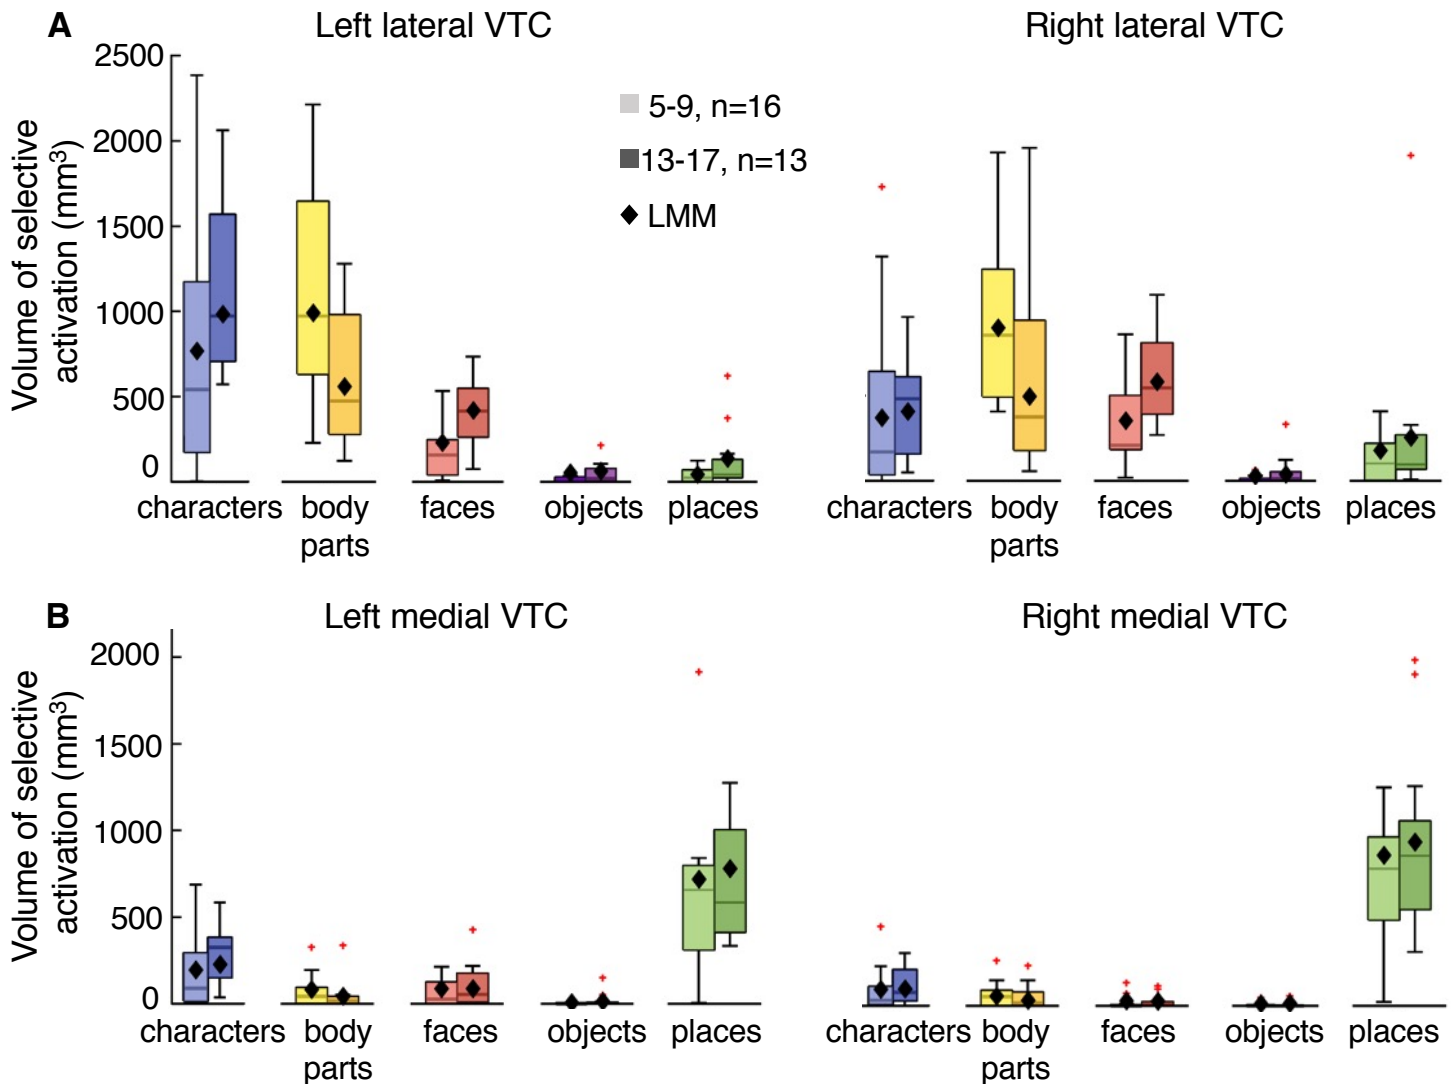 A
Left lateral VTC
Right lateral VTC
2500
2000
1500
1000
500
0
Volume of selective
activation (mm³)
5-9, n=16
13-17, n=13
LMM
characters
body
parts
faces
objects
places
characters
body
parts
faces
objects
places
B
Left medial VTC
Right medial VTC
2000
1500
1000
500
0
Volume of selective
activation (mm³)
characters
body
parts
faces
objects
places
characters
body
parts
faces
objects
places